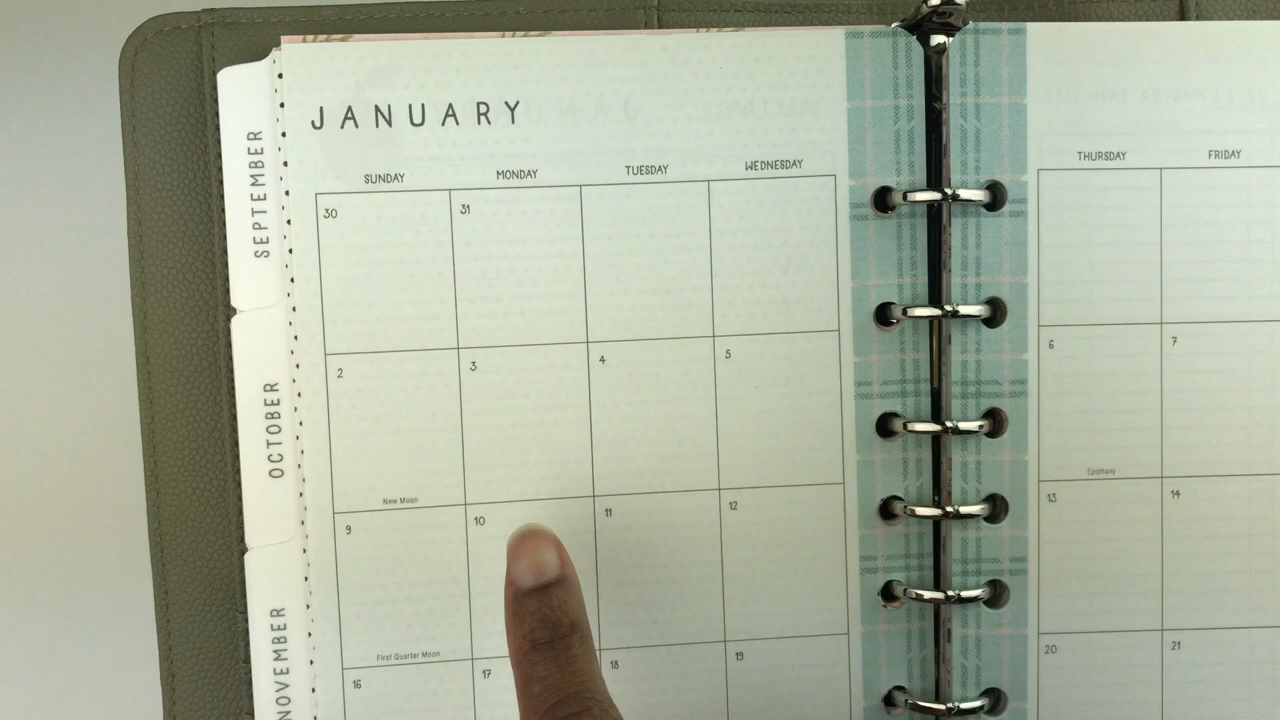 JANUARY
SUNDAY MONDAY TUESDAY WEDNESDAY THURSDAY FRIDAY
30 31
2 3 4 5 6 7
New Moon Epiphany
9 10 11 12 13 14
First Quarter Moon
16 17 18 19 20 21
SEPTEMBER
OCTOBER
NOVEMBER